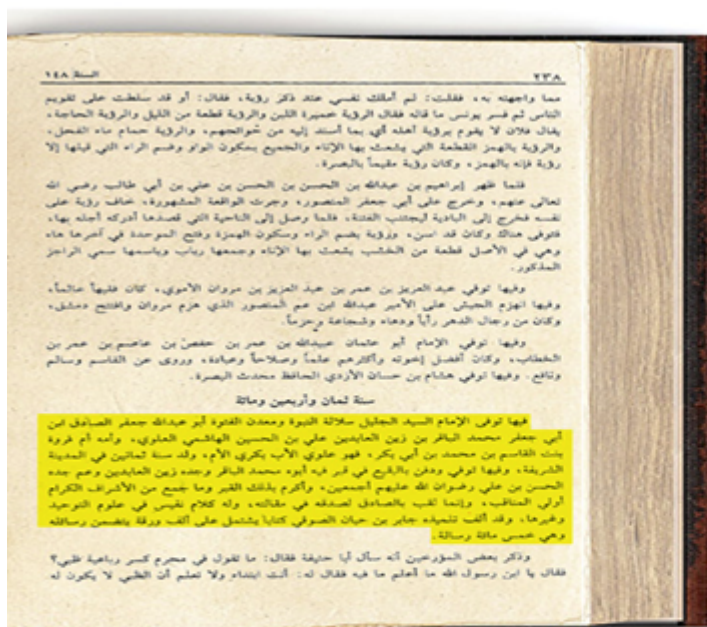 ٢٣٨ السنة ١٤٨
مما واجهته به، فقلت: لم أملك نفسي عند ذكر رؤبة، فقال: أو قد سلطت على تقويم
الناس ثم فسر يونس ما قاله فقال الروبة خميرة اللبن والروبة قطعة من الليل والروبة الحاجة،
يقال فلان لا يقوم بروبة أهله أي بما أسند إليه من حوائجهم، والروبة جمام ماء الفحل،
والرؤبة بالهمز القطعة التي يشعب بها الإناء والجميع بسكون الواو وضم الراء التي قبلها إلا
رؤبة فإنه بالهمز، وكان رؤبة مقيماً بالبصرة.
فلما ظهر إبراهيم بن عبدالله بن الحسن بن الحسن بن علي بن أبي طالب رضي الله
تعالى عنهم، وخرج على أبي جعفر المنصور، وجرت الواقعة المشهورة، خاف رؤبة على
نفسه فخرج إلى البادية ليجتنب الفتنة، فلما وصل إلى الناحية التي قصدها أدركه أجله بها،
فتوفى هناك وكان قد اسن، ورؤبة بضم الراء وسكون الهمزة وفتح الموحدة في آخرها هاء
وهي في الأصل قطعة من الخشب يشعب بها الإناء وجمعها رياب وباسمها سمي الراجز
المذكور.
وفيها توفي عبد العزيز بن عمر بن عبد العزيز بن مروان الأموي، كان فقيهاً عالماً،
وفيها انهزم الجيش على الأمير عبدالله ابن عم المنصور الذي هزم مروان وافتتح دمشق،
وكان من رجال الدهر رأياً ودهاء وشجاعة وحزماً.
وفيها توفي الإمام أبو عثمان عبيدالله بن عمر بن حفص بن عاصم بن عمر بن
الخطاب، وكان أفضل إخوته وأكثرهم علماً وصلاحاً وعبادة، وروى عن القاسم وسالم
ونافع. وفيها توفي هشام بن حسان الأزدي الحافظ محدث البصرة.
سنة ثمان وأربعين ومائة
فيها توفى الإمام السيد الجليل سلالة النبوة ومعدن الفتوة أبو عبدالله جعفر الصادق ابن
أبي جعفر محمد الباقر بن زين العابدين علي بن الحسين الهاشمي العلوي، وأمه أم فروة
بنت القاسم بن محمد بن أبي بكر، فهو علوي الأب بكري الأم، ولد سنة ثمانين في المدينة
الشريفة، وفيها توفي ودفن بالبقيع في قبر فيه أبوه محمد الباقر وجده زين العابدين وعم جده
الحسن بن علي رضوان الله عليهم أجمعين، وأكرم بذلك القبر وما جمع من الأشراف الكرام
أولي المناقب، وإنما لقب بالصادق لصدقه في مقالته، وله كلام نفيس في علوم التوحيد
وغيرها، وقد ألف تلميذه جابر بن حيان الصوفي كتابا يشتمل على ألف ورقة يتضمن رسائله
وهي خمس مائة رسالة.
وذكر بعض المؤرخين أنه سأل أبا حنيفة فقال: ما تقول في محرم كسر رباعية ظبي؟
فقال يا ابن رسول الله ما أعلم ما فيه فقال له: أنت ابتداء ولا تعلم أن الظبي لا يكون له